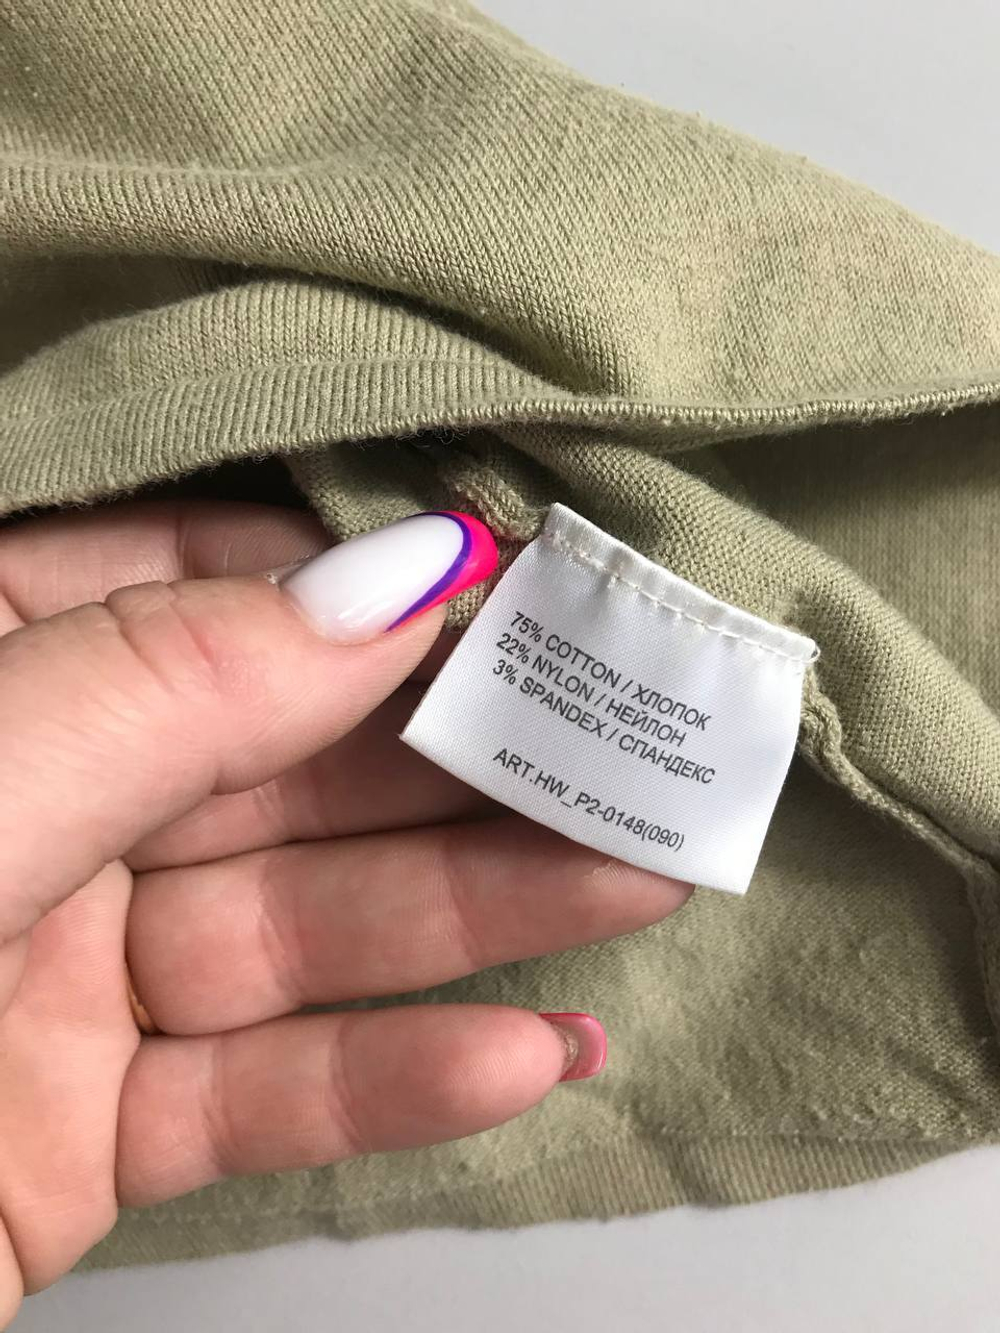 75% COTTON / ХЛОПОК
22% NYLON / НЕЙЛОН
3% SPANDEX / СПАНДЕКС
ART.HW_P2-0148(090)